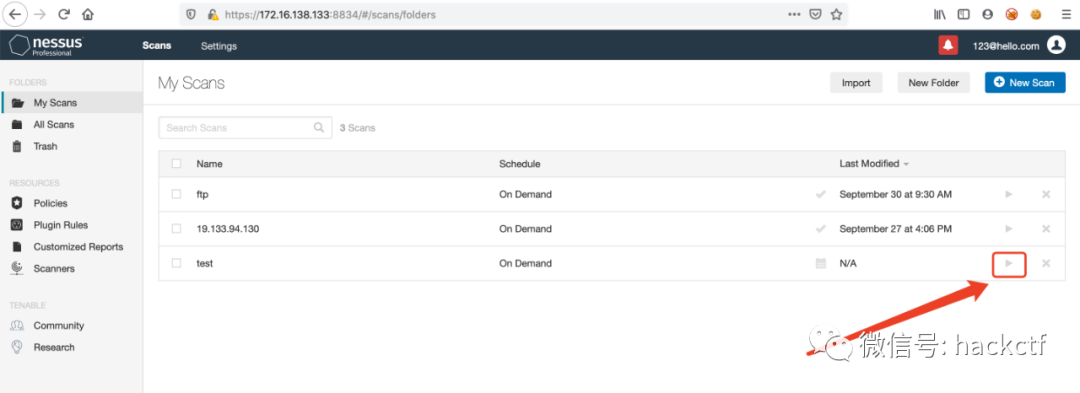 https://172.16.138.133:8834/#/scans/folders
nessus Professional
Scans Settings 123@hello.com
FOLDERS
My Scans
All Scans
Trash
RESOURCES
Policies
Plugin Rules
Customized Reports
Scanners
TENABLE
Community
Research
My Scans Import New Folder New Scan
Search Scans 3 Scans
Name Schedule Last Modified
ftp On Demand September 30 at 9:30 AM
19.133.94.130 On Demand September 27 at 4:06 PM
test On Demand N/A
微信号: hackctf